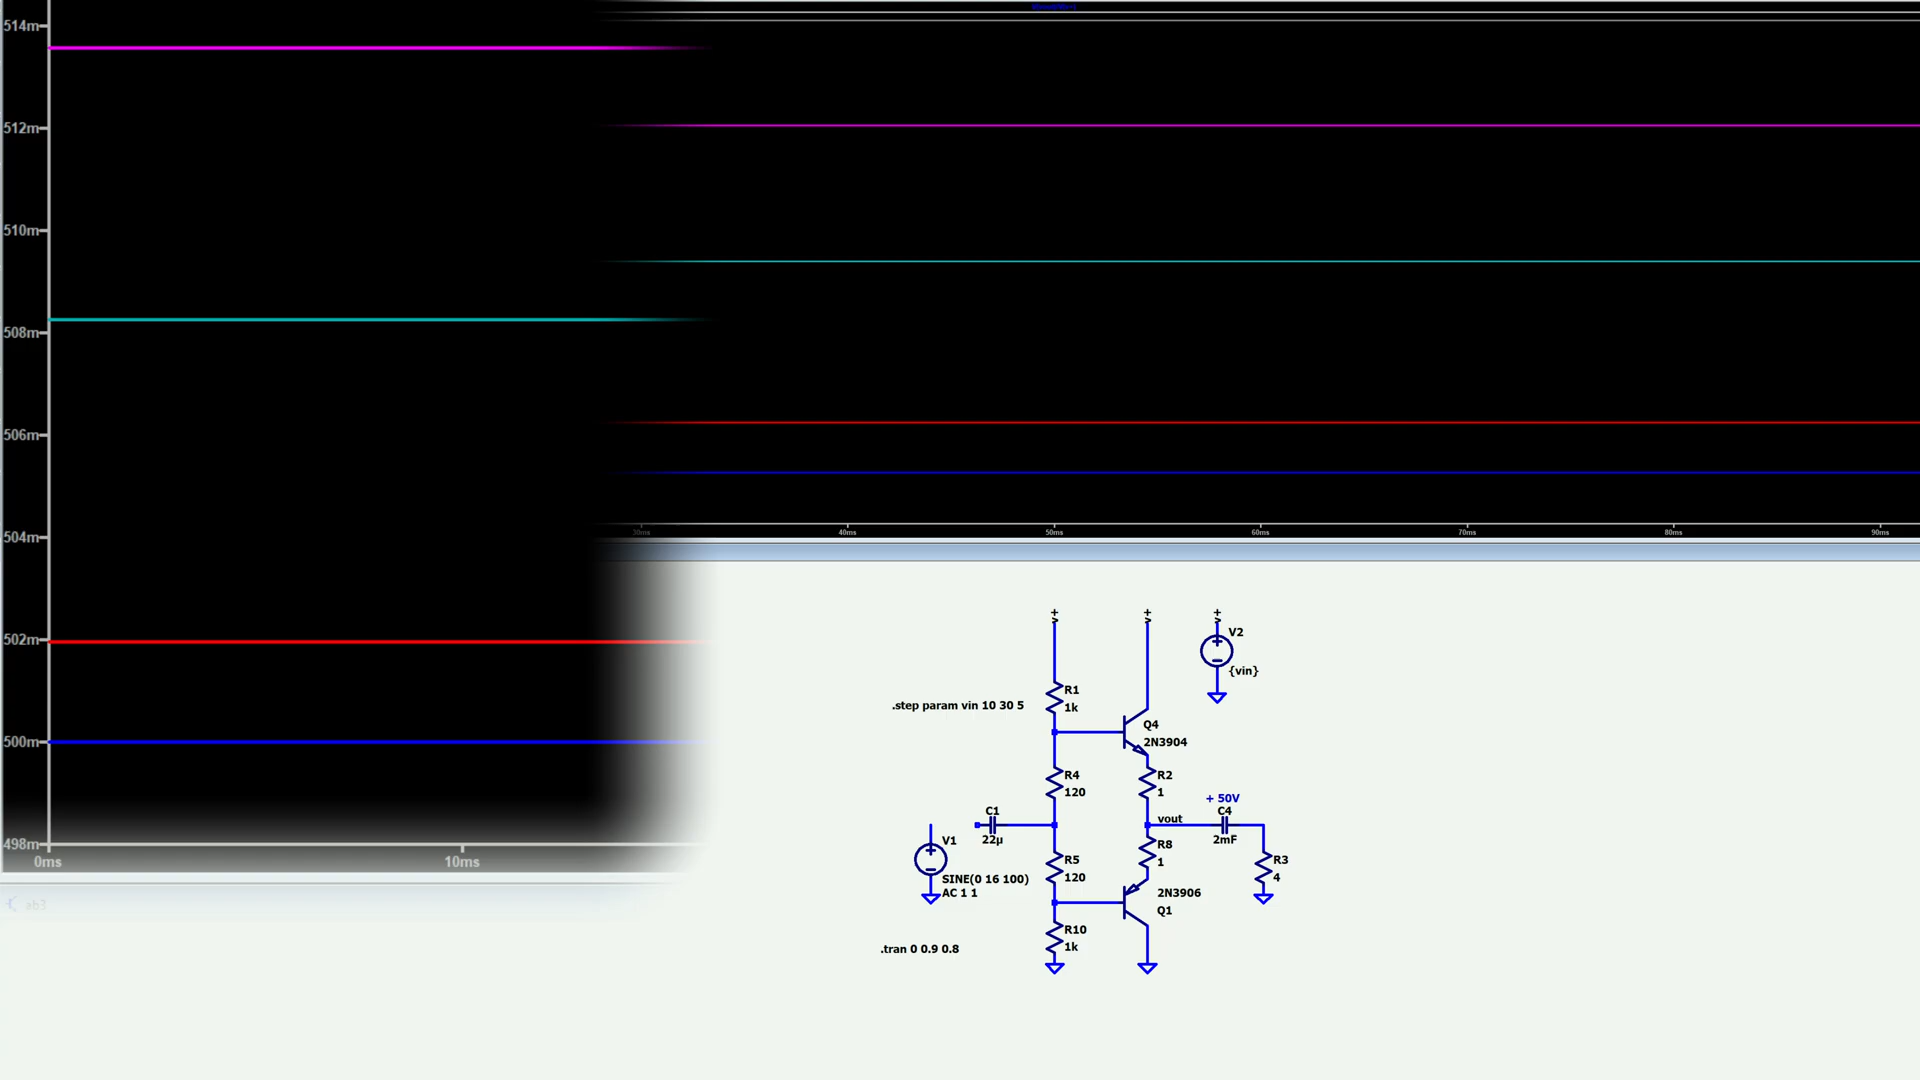 514m
512m
510m
508m
506m
504m
502m
500m
498m
0ms
10ms
30ms
40ms
50ms
60ms
70ms
80ms
90ms
ab3
.step param vin 10 30 5
.tran 0 0.9 0.8
R1
1k
R4
120
C1
22µ
V1
SINE(0 16 100)
AC 1 1
R5
120
R10
1k
Q4
2N3904
R2
1
vout
R8
1
2N3906
Q1
V2
{vin}
+ 50V
C4
2mF
R3
4